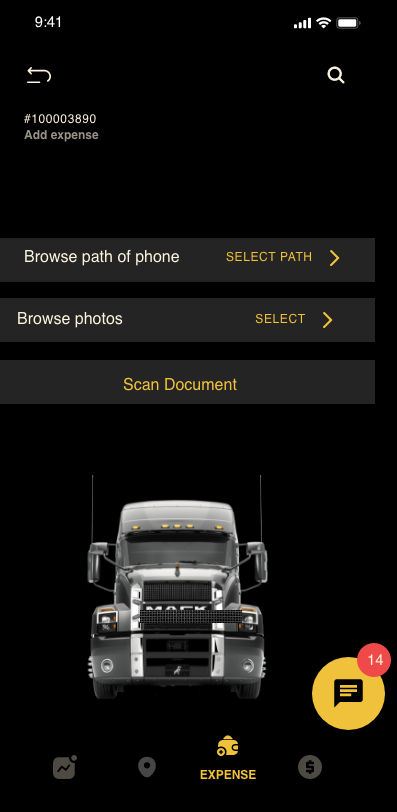 9:41
#100003890
Add expense
Browse path of phone SELECT PATH
Browse photos SELECT
Scan Document
MACK
14
EXPENSE